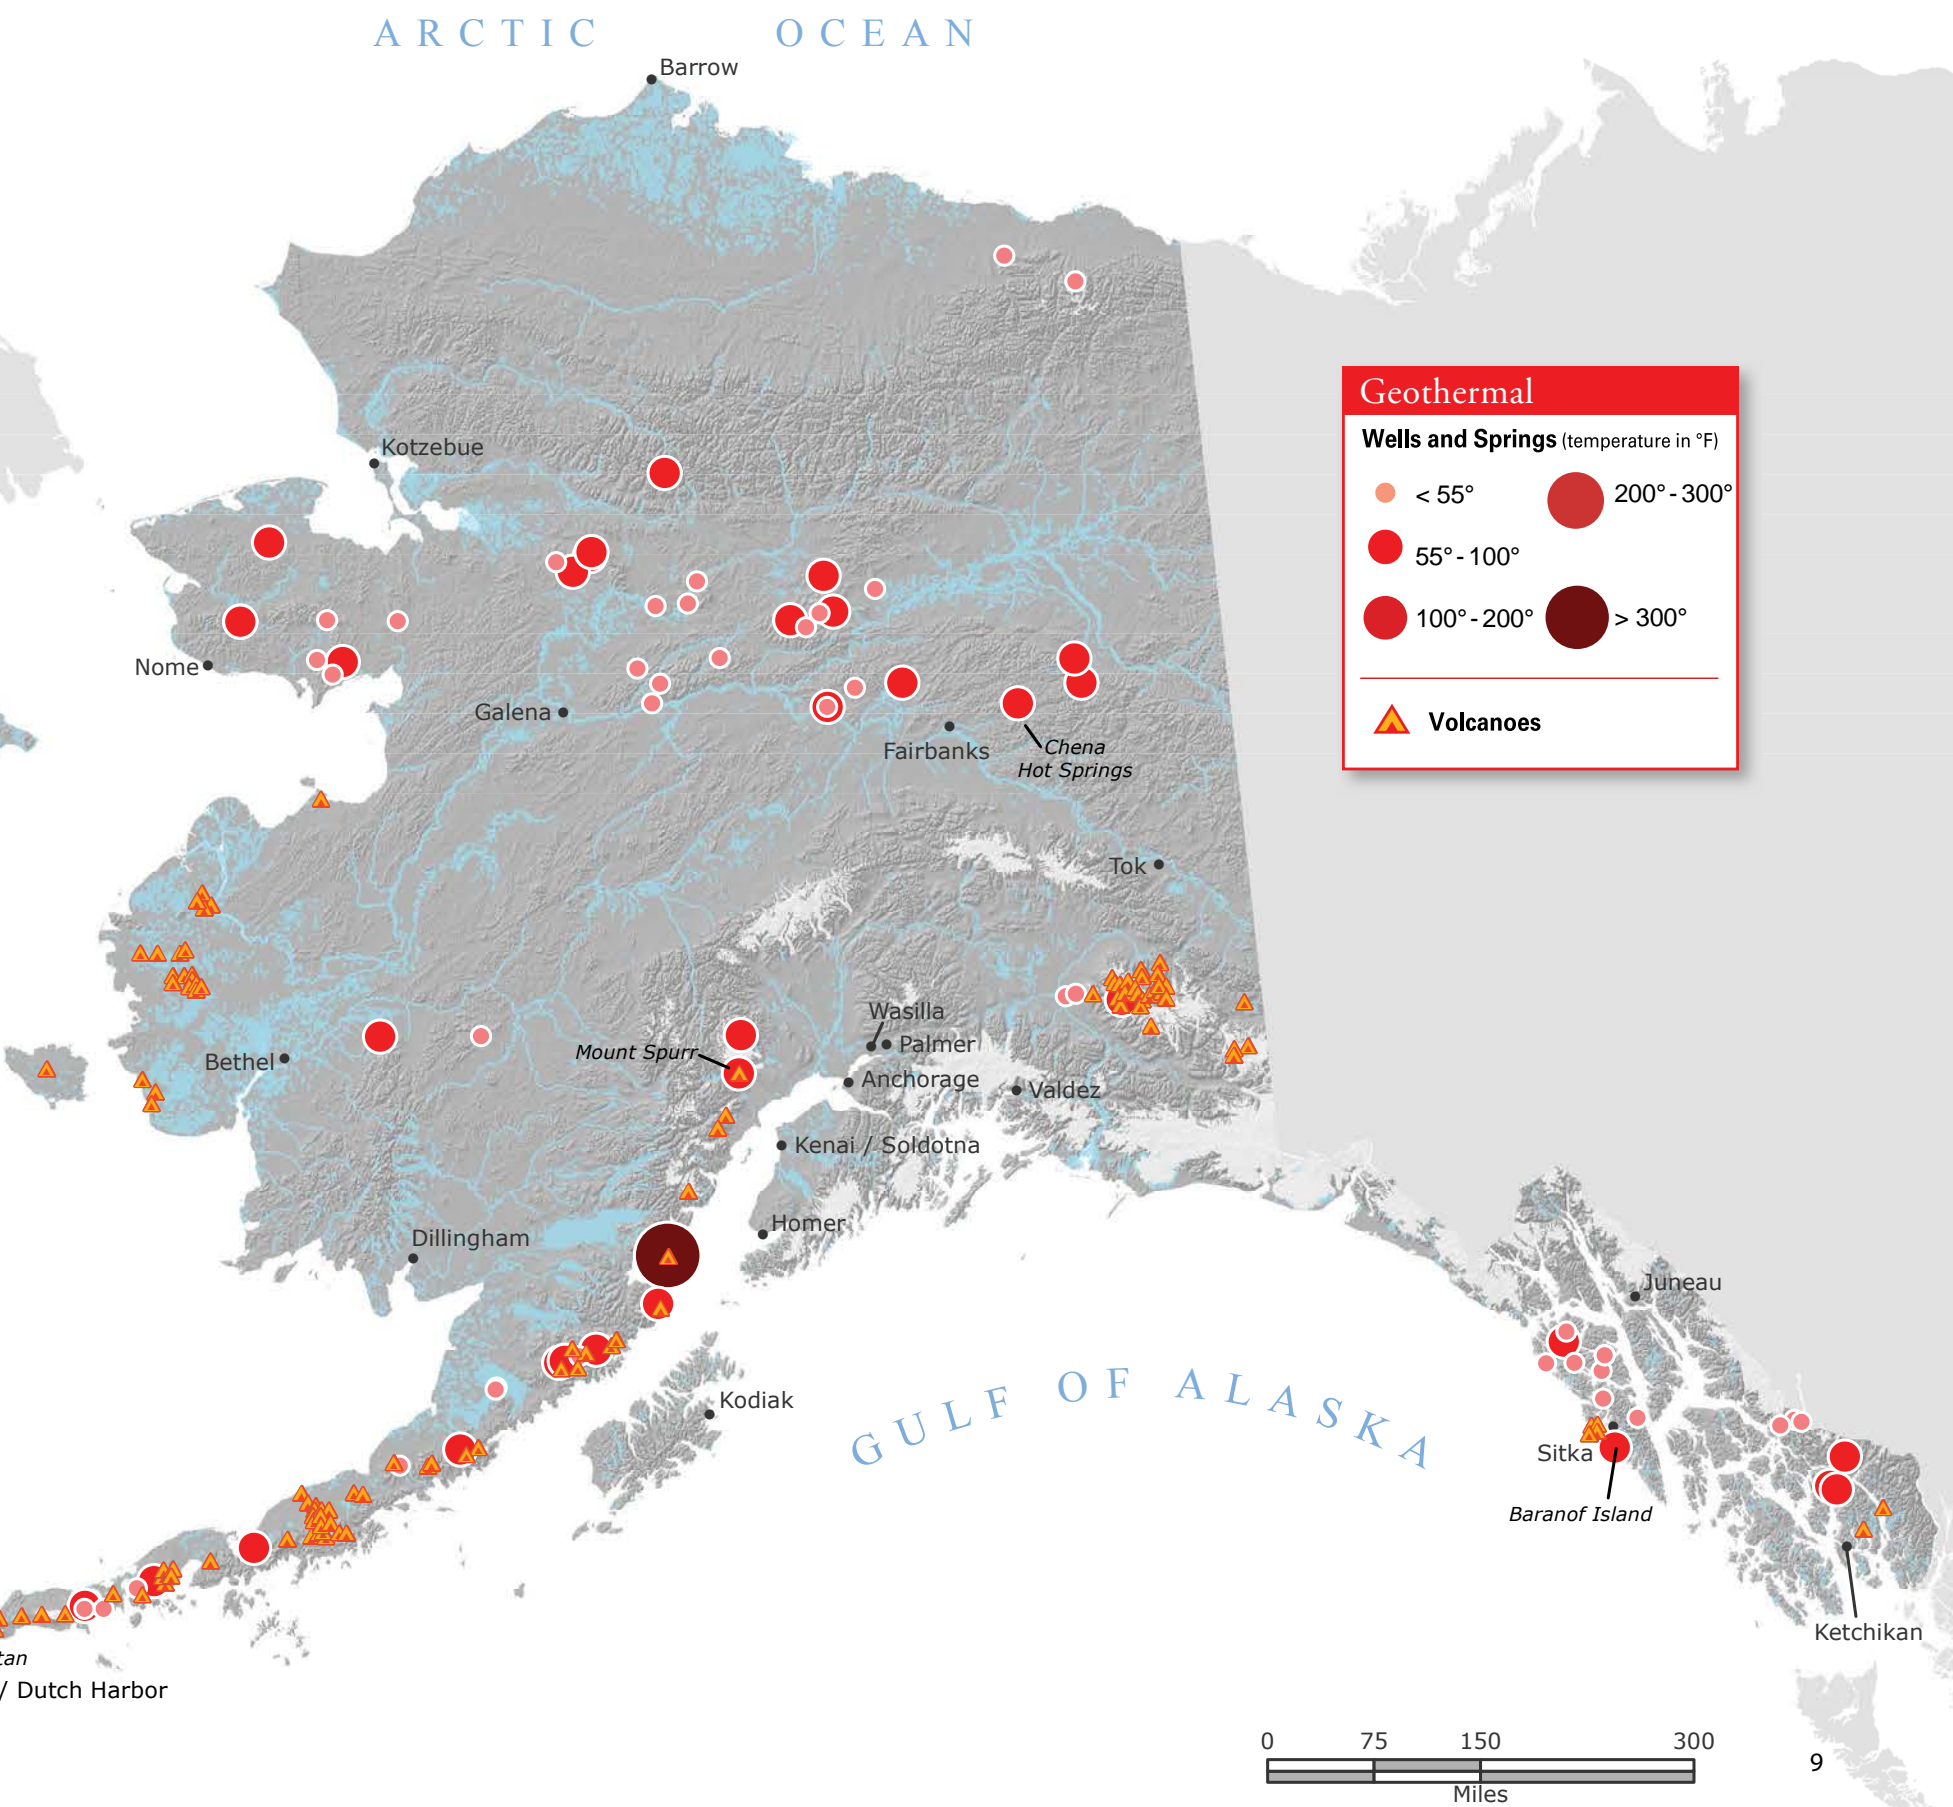 ARCTIC OCEAN
Barrow
Geothermal
Wells and Springs (temperature in °F)
< 55°
200° - 300°
55° - 100°
100° - 200°
> 300°
Volcanoes
Kotzebue
Nome
Galena
Fairbanks
Chena
Hot Springs
Tok
Wasilla
Palmer
Mount Spurr
Bethel
Anchorage
Valdez
Kenai / Soldotna
Homer
Dillingham
Juneau
Kodiak
GULF OF ALASKA
Sitka
Baranof Island
Ketchikan
tan
/ Dutch Harbor
0 75 150 300
Miles
9